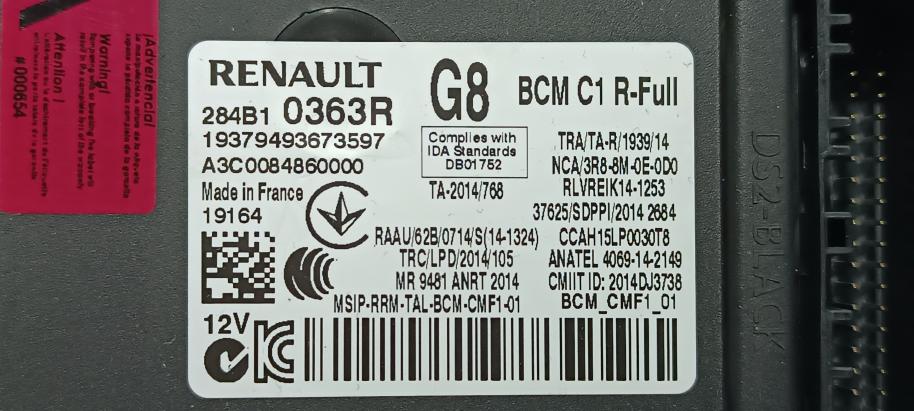 ¡Advertencia!
Warning!
Attention !
#000654
RENAULT
G8
BCM C1 R-Full
284B1 0363R
19379493673597
A3C0084860000
Made in France
19164
Complies with
IDA Standards
DB01752
TA-2014/768
TRA/TA-R/1939/14
NCA/3R8-8M-0E-0D0
RLVREIK14-1253
37625/SDPPI/2014 2684
RAAU/62B/0714/S(14-1324)
CCAH15LP0030T8
TRC/LPD/2014/105
ANATEL 4069-14-2149
MR 9481 ANRT 2014
CMIIT ID: 2014DJ3738
MSIP-RRM-TAL-BCM-CMF1-01
BCM_CMF1_01
12V
DS2-BLACK